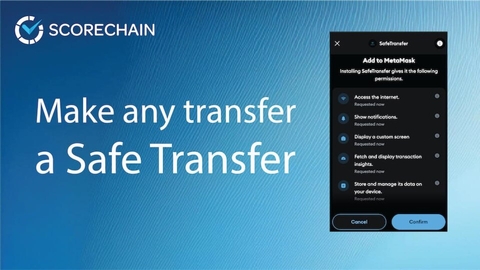 SCORECHAIN
Make any transfer
a Safe Transfer
SafeTransfer
Add to MetaMask
Installing SafeTransfer gives it the following
permissions.
Access the internet.
Requested now
Show notifications.
Requested now
Display a custom screen
Requested now
Fetch and display transaction
insights.
Requested now
Store and manage its data on
your device.
Requested now
Cancel
Confirm